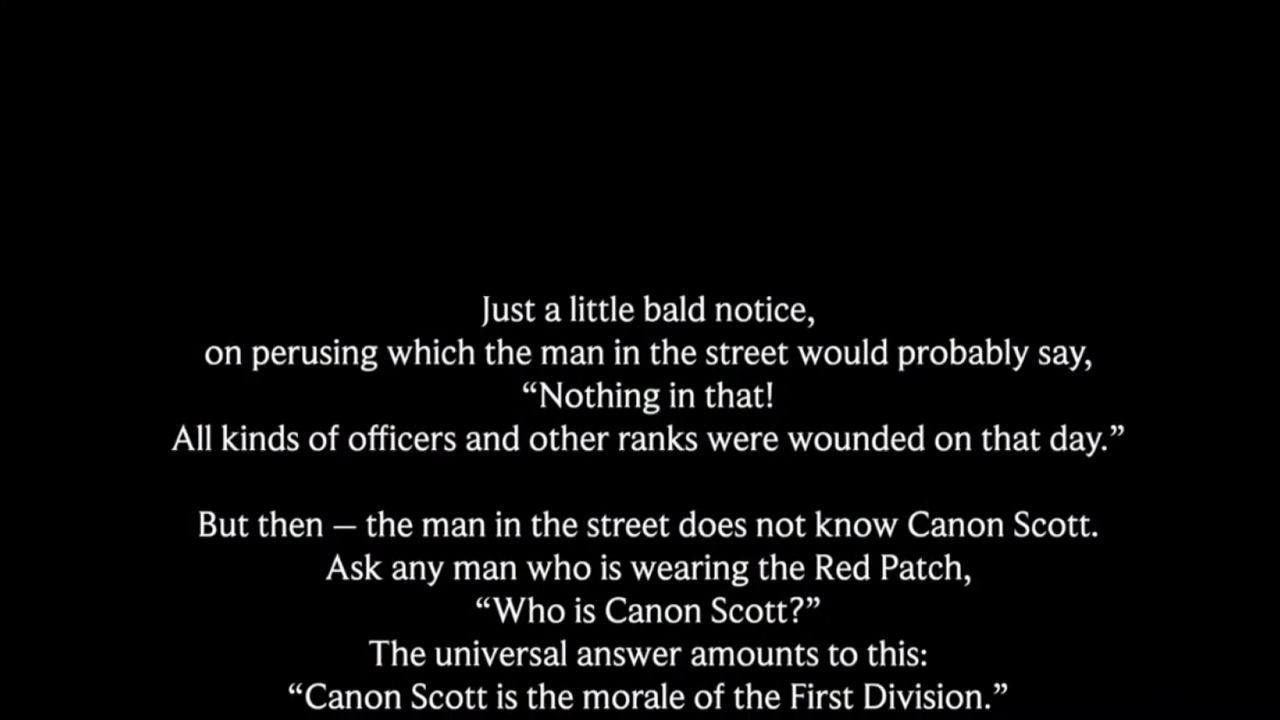 Just a little bald notice,
on perusing which the man in the street would probably say,
“Nothing in that!
All kinds of officers and other ranks were wounded on that day.”
But then — the man in the street does not know Canon Scott.
Ask any man who is wearing the Red Patch,
“Who is Canon Scott?”
The universal answer amounts to this:
“Canon Scott is the morale of the First Division.”